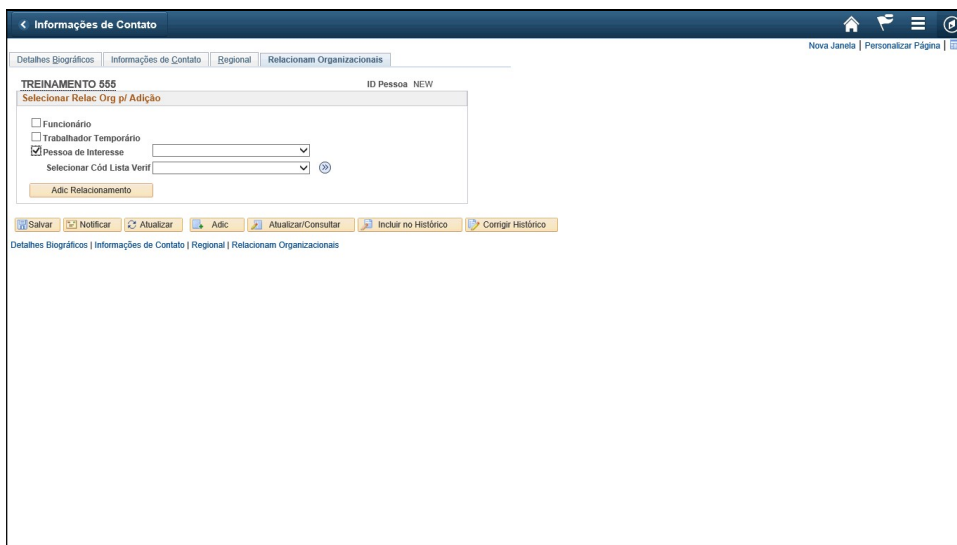 Informações de Contato
Nova Janela | Personalizar Página |
Detalhes Biográficos Informações de Contato Regional Relacionam Organizacionais
TREINAMENTO 555 ID Pessoa NEW
Selecionar Relac Org p/ Adição
Funcionário
Trabalhador Temporário
Pessoa de Interesse
Selecionar Cód Lista Verif
Adic Relacionamento
Salvar Notificar Atualizar Adic Atualizar/Consultar Incluir no Histórico Corrigir Histórico
Detalhes Biográficos | Informações de Contato | Regional | Relacionam Organizacionais